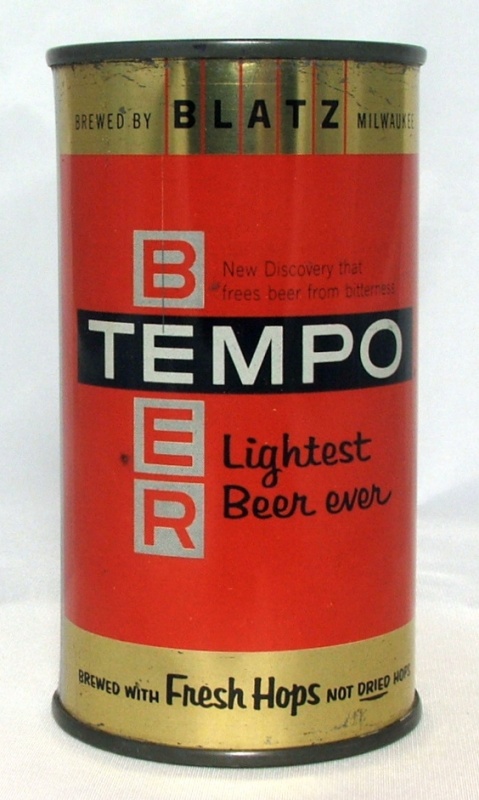 BREWED BY BLATZ MILWAUKEE
B
New Discovery that
frees beer from bitterness
TEMPO
E
R
Lightest
Beer ever
BREWED WITH Fresh Hops NOT DRIED HOPS